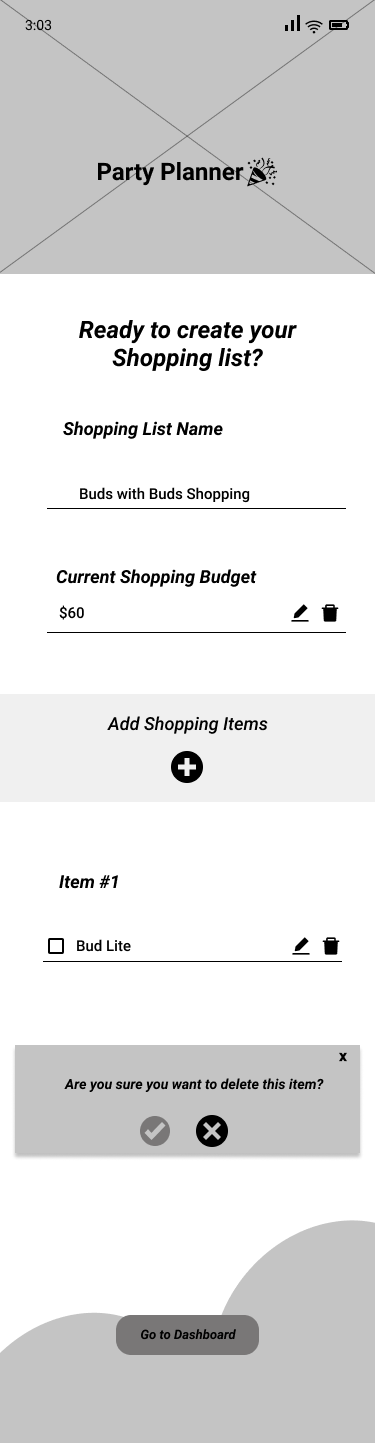 3:03
Party Planner
Ready to create your
Shopping list?
Shopping List Name
Buds with Buds Shopping
Current Shopping Budget
$60
Add Shopping Items
Item #1
Bud Lite
x
Are you sure you want to delete this item?
Go to Dashboard